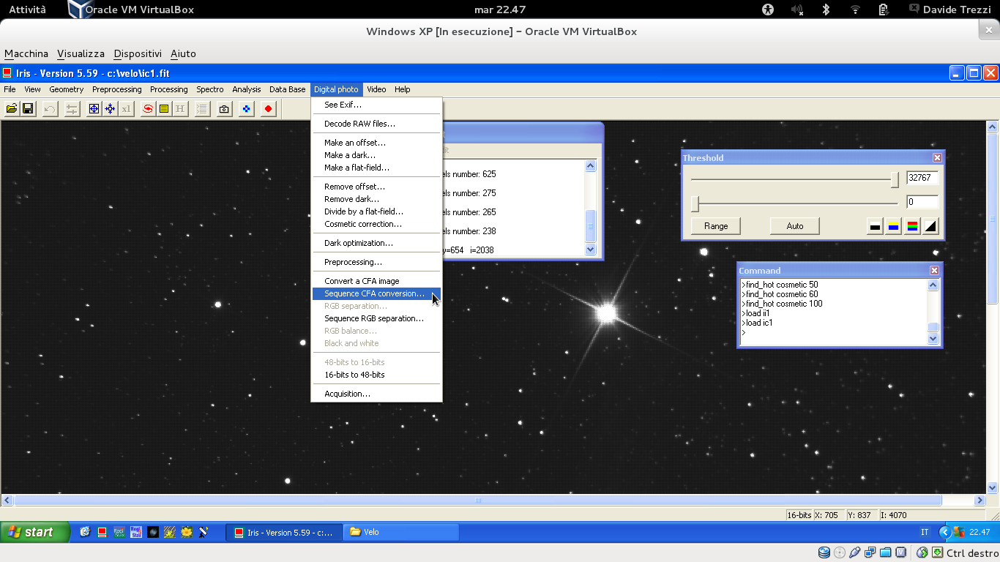 Attività Oracle VM VirtualBox mar 22.47 Davide Trezzi
Windows XP [In esecuzione] – Oracle VM VirtualBox
Macchina Visualizza Dispositivi Aiuto
Iris - Version 5.59 - c:\velo\ic1.fit
File View Geometry Preprocessing Processing Spectro Analysis Data Base Digital photo Video Help
x1 H
See Exif...
Decode RAW files...
Make an offset...
Make a dark...
Make a flat-field...
Remove offset...
Remove dark...
Divide by a flat-field...
Cosmetic correction...
Dark optimization...
Preprocessing...
Convert a CFA image
Sequence CFA conversion...
RGB separation...
Sequence RGB separation...
RGB balance...
Black and white
48-bits to 16-bits
16-bits to 48-bits
Acquisition...
els number: 625
els number: 275
els number: 265
els number: 238
y=654 i=2038
Threshold
32767
0
Range Auto
Command
>find_hot cosmetic 50
>find_hot cosmetic 60
>find_hot cosmetic 100
>load ii1
>load ic1
>
16-bits X: 705 Y: 837 I: 4070
start Iris - Version 5.59 - c:... Velo IT 22.47
Ctrl destro